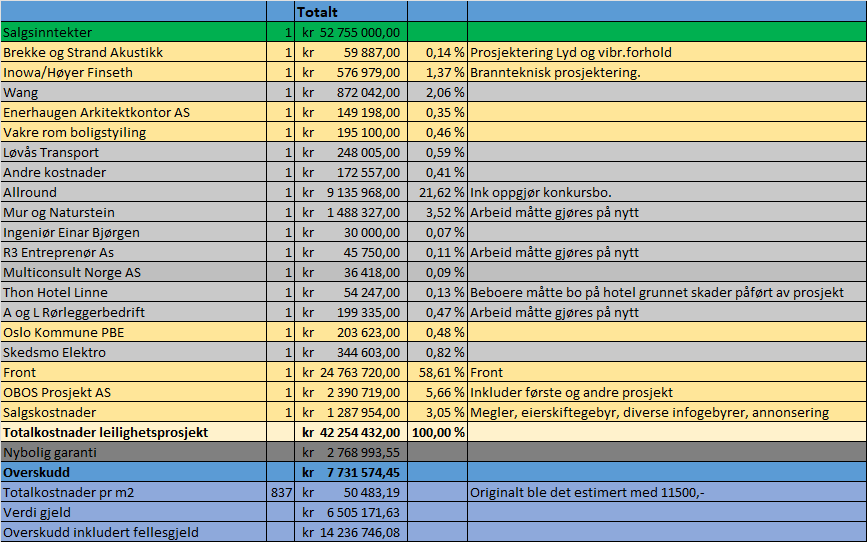 Totalt
Salgsinntekter 1 kr 52 755 000,00
Brekke og Strand Akustikk 1 kr 59 887,00 0,14 % Prosjektering Lyd og vibr.forhold
Inowa/Høyer Finseth 1 kr 576 979,00 1,37 % Brannteknisk prosjektering.
Wang 1 kr 872 042,00 2,06 %
Enerhaugen Arkitektkontor AS 1 kr 149 198,00 0,35 %
Vakre rom boligstyiling 1 kr 195 100,00 0,46 %
Løvås Transport 1 kr 248 005,00 0,59 %
Andre kostnader 1 kr 172 557,00 0,41 %
Allround 1 kr 9 135 968,00 21,62 % Ink oppgjør konkursbo.
Mur og Naturstein 1 kr 1 488 327,00 3,52 % Arbeid måtte gjøres på nytt
Ingeniør Einar Bjørgen 1 kr 30 000,00 0,07 %
R3 Entreprenør As 1 kr 45 750,00 0,11 % Arbeid måtte gjøres på nytt
Multiconsult Norge AS 1 kr 36 418,00 0,09 %
Thon Hotel Linne 1 kr 54 247,00 0,13 % Beboere måtte bo på hotel grunnet skader påført av prosjekt
A og L Rørleggerbedrift 1 kr 199 335,00 0,47 % Arbeid måtte gjøres på nytt
Oslo Kommune PBE 1 kr 203 623,00 0,48 %
Skedsmo Elektro 1 kr 344 603,00 0,82 %
Front 1 kr 24 763 720,00 58,61 % Front
OBOS Prosjekt AS 1 kr 2 390 719,00 5,66 % Inkluder første og andre prosjekt
Salgskostnader 1 kr 1 287 954,00 3,05 % Megler, eierskiftegebyr, diverse infogebyrer, annonsering
Totalkostnader leilighetsprosjekt kr 42 254 432,00 100,00 %
Nybolig garanti kr 2 768 993,55
Overskudd kr 7 731 574,45
Totalkostnader pr m2 837 kr 50 483,19 Originalt ble det estimert med 11500,-
Verdi gjeld kr 6 505 171,63
Overskudd inkludert fellesgjeld kr 14 236 746,08